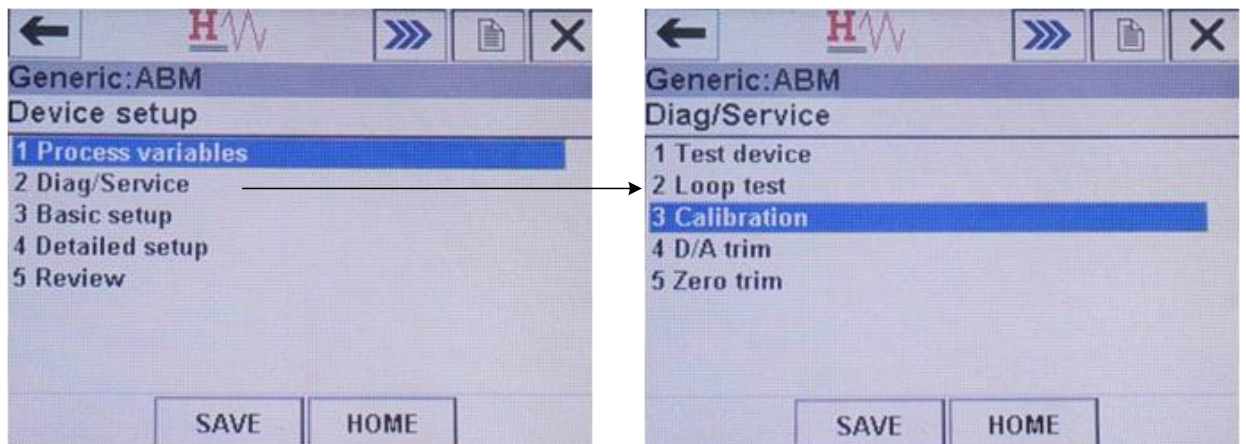 H
Generic:ABM
Device setup
1 Process variables
2 Diag/Service
3 Basic setup
4 Detailed setup
5 Review
SAVE HOME
H
Generic:ABM
Diag/Service
1 Test device
2 Loop test
3 Calibration
4 D/A trim
5 Zero trim
SAVE HOME